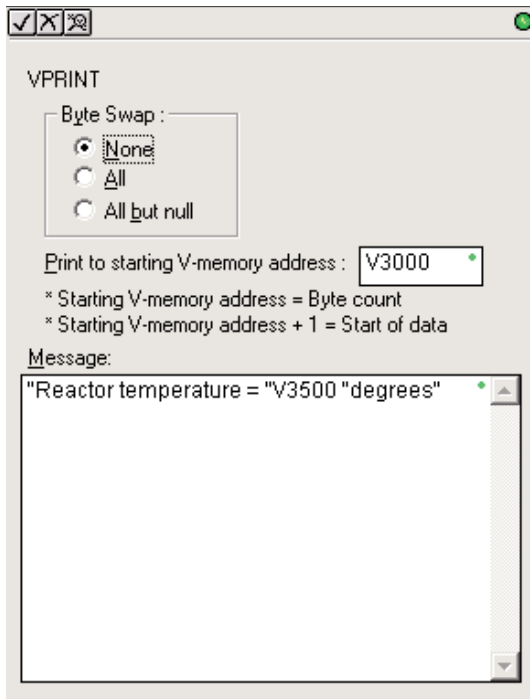 VPRINT
Byte Swap :
None
All
All but null
Print to starting V-memory address : V3000
* Starting V-memory address = Byte count
* Starting V-memory address + 1 = Start of data
Message:
"Reactor temperature = "V3500 "degrees"